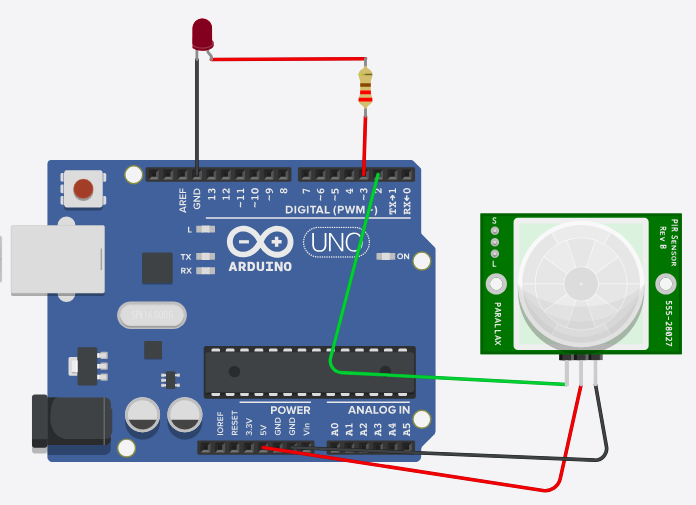 AREF
GND
13
12
~11
~10
~9
8
7
~6
~5
4
~3
2
TX→1
RX←0
DIGITAL (PWM~)
L
TX
RX
UNO
ARDUINO
ON
IOREF
RESET
3.3V
5V
GND
GND
Vin
POWER
ANALOG IN
A0
A1
A2
A3
A4
A5
S
L
PARALLAX
PIR SENSOR
REV B
555-28027